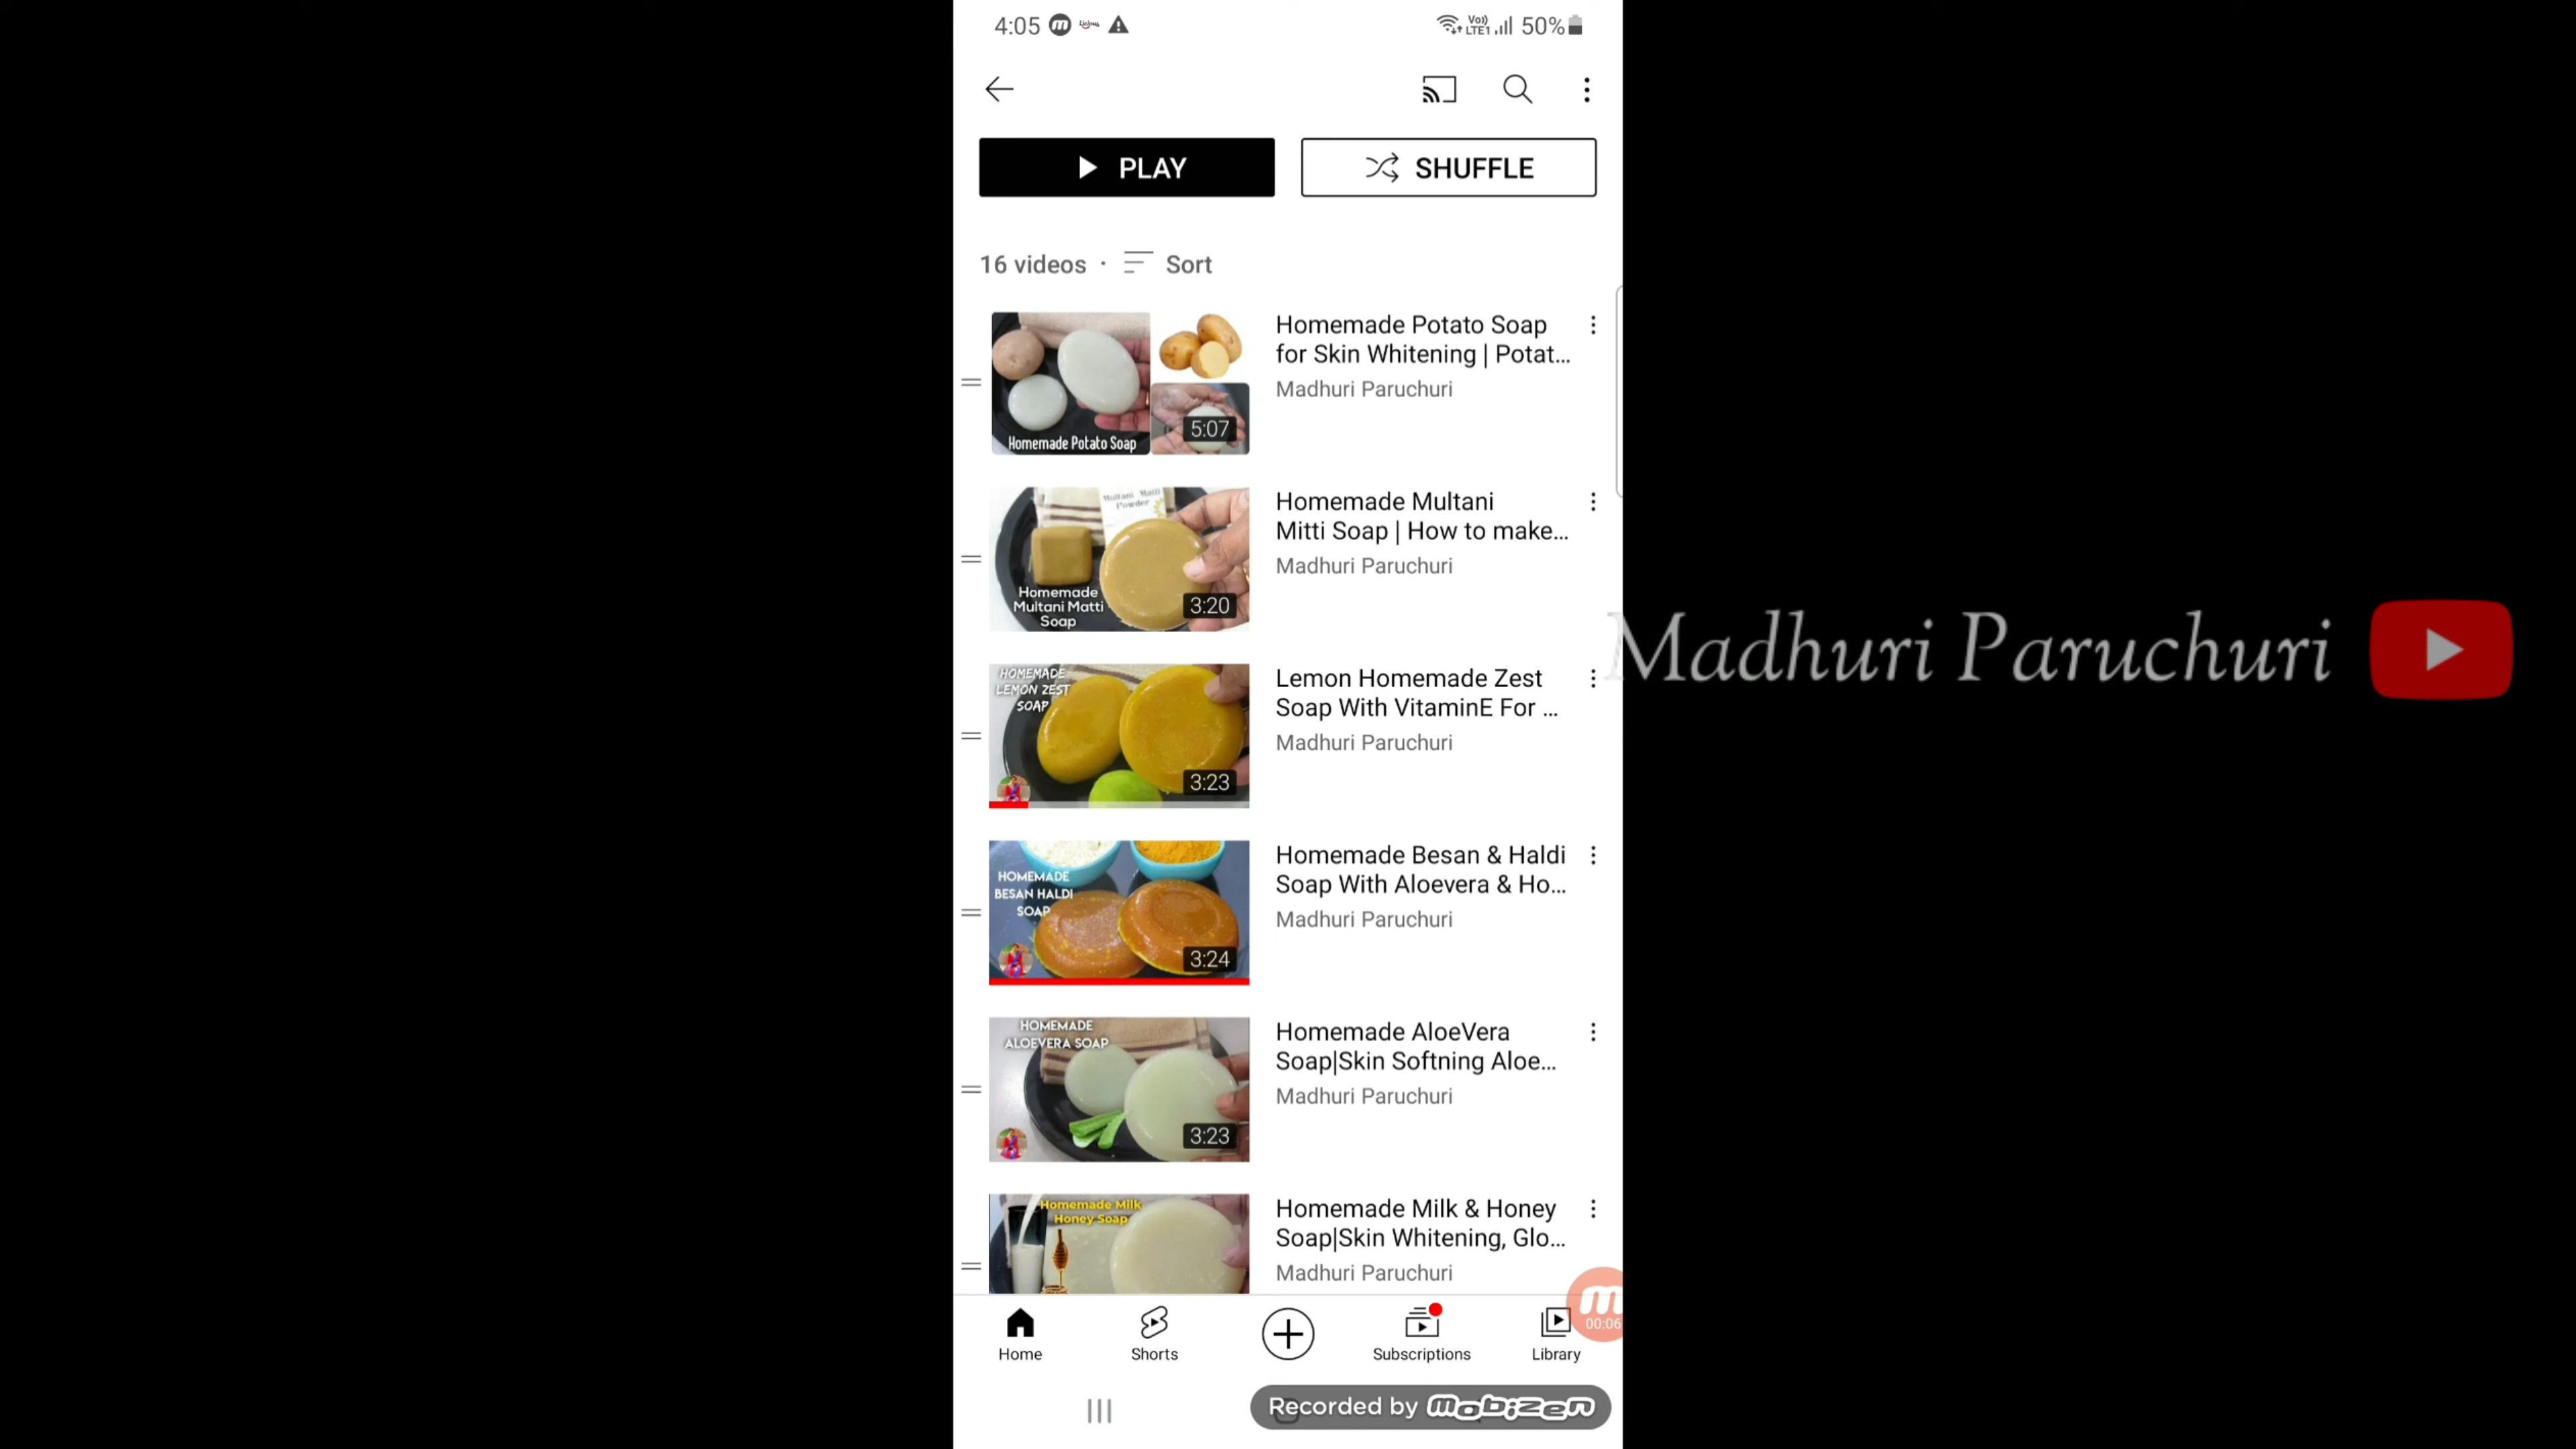 4:05
50%
PLAY
SHUFFLE
16 videos · Sort
Homemade Potato Soap
5:07
Homemade Potato Soap
for Skin Whitening | Potat...
Madhuri Paruchuri
Multani Matti
Powder
Homemade
Multani Matti
Soap
3:20
Homemade Multani
Mitti Soap | How to make...
Madhuri Paruchuri
HOMEMADE
LEMON ZEST
SOAP
3:23
Lemon Homemade Zest
Soap With VitaminE For ...
Madhuri Paruchuri
Madhuri Paruchuri
HOMEMADE
BESAN HALDI
SOAP
3:24
Homemade Besan & Haldi
Soap With Aloevera & Ho...
Madhuri Paruchuri
HOMEMADE
ALOEVERA SOAP
3:23
Homemade AloeVera
Soap|Skin Softning Aloe...
Madhuri Paruchuri
Homemade Milk
Honey Soap
Homemade Milk & Honey
Soap|Skin Whitening, Glo...
Madhuri Paruchuri
00:06
Home
Shorts
Subscriptions
Library
Recorded by mobizen